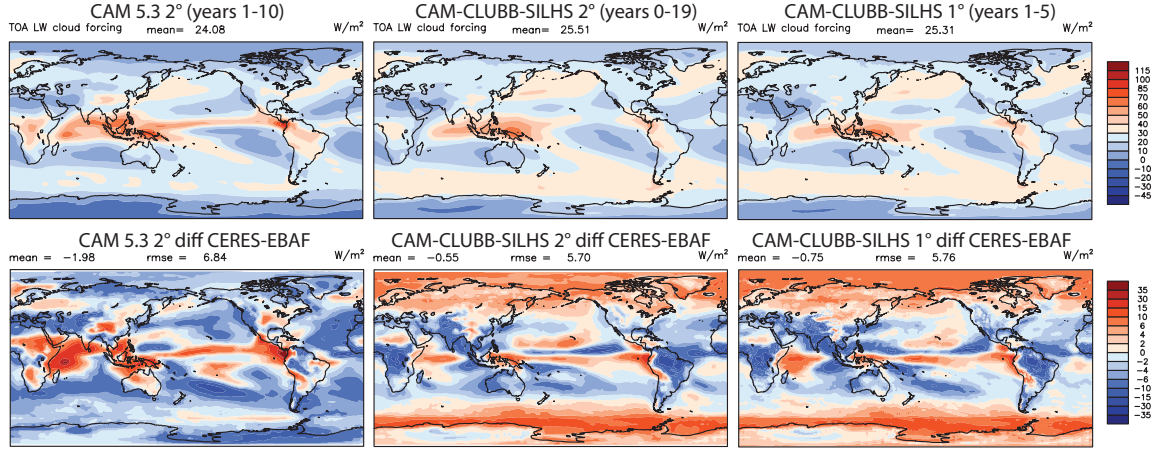 CAM 5.3 2° (years 1-10)
TOA LW cloud forcing mean= 24.08 W/m²
CAM-CLUBB-SILHS 2° (years 0-19)
TOA LW cloud forcing mean= 25.51 W/m²
CAM-CLUBB-SILHS 1° (years 1-5)
TOA LW cloud forcing mean= 25.31 W/m²
115
100
85
70
60
50
40
30
20
10
0
−10
−20
−30
−45
CAM 5.3 2° diff CERES-EBAF
mean = −1.98 rmse = 6.84 W/m²
CAM-CLUBB-SILHS 2° diff CERES-EBAF
mean = −0.55 rmse = 5.70 W/m²
CAM-CLUBB-SILHS 1° diff CERES-EBAF
mean = −0.75 rmse = 5.76 W/m²
35
30
15
10
6
4
2
0
−2
−4
−6
−10
−15
−30
−35